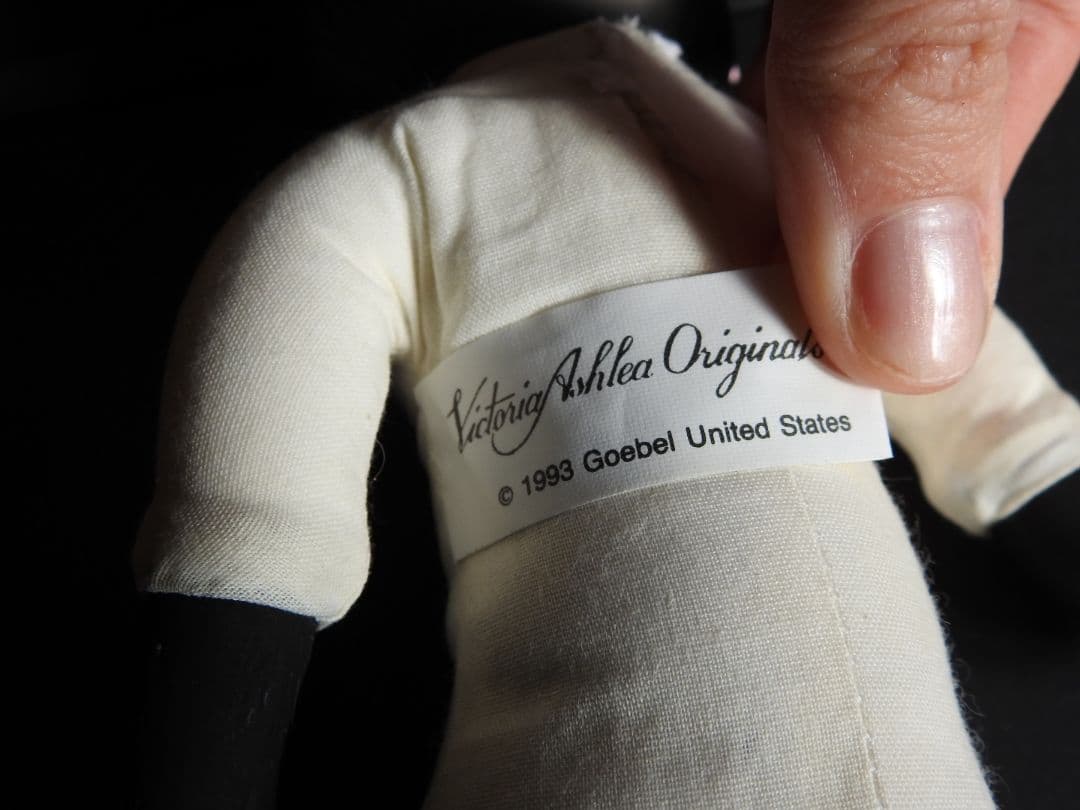 Victoria Ashlea Originals
© 1993 Goebel United States